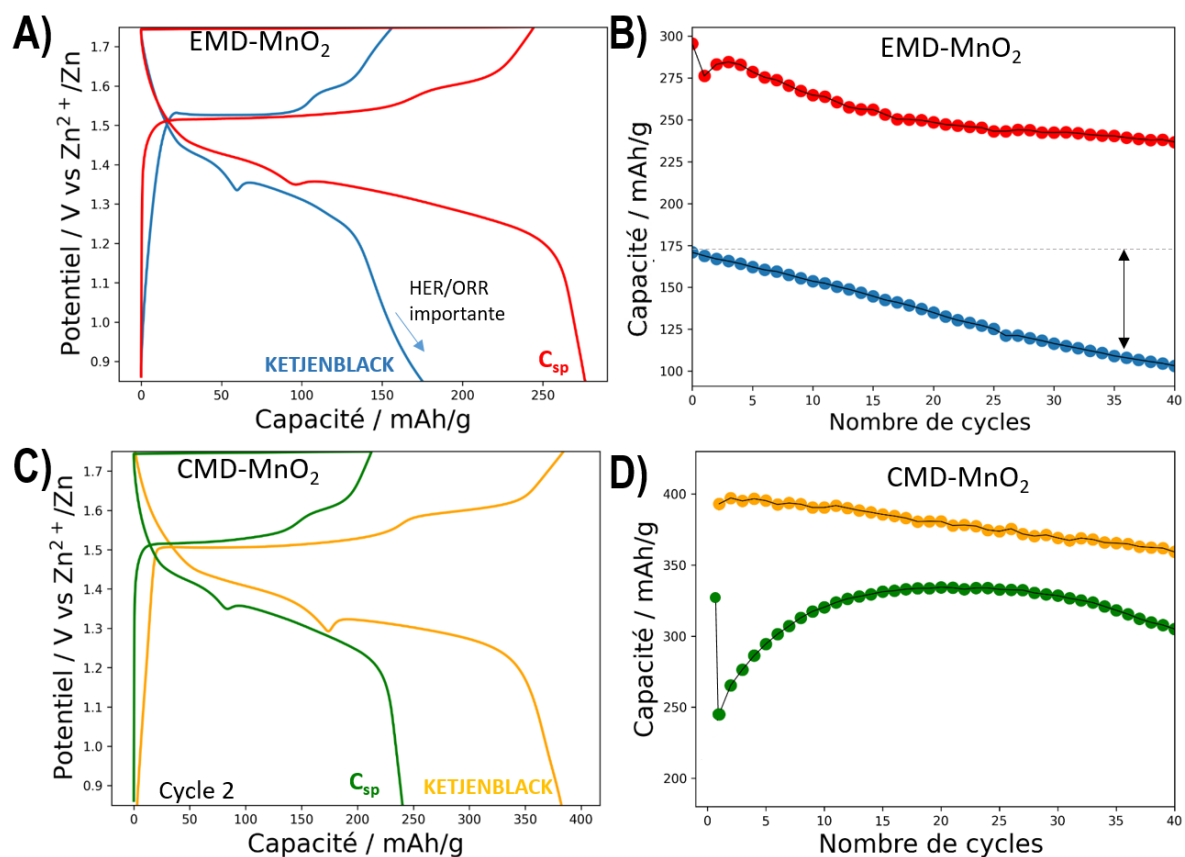 A)
EMD-MnO₂
1.7
1.6
1.5
1.4
1.3
1.2
1.1
1.0
0.9
Potentiel / V vs Zn²⁺/Zn
HER/ORR
importante
KETJENBLACK
Csp
0 50 100 150 200 250
Capacité / mAh/g
B)
EMD-MnO₂
300
275
250
225
200
175
150
125
100
Capacité / mAh/g
0 5 10 15 20 25 30 35 40
Nombre de cycles
C)
CMD-MnO₂
1.7
1.6
1.5
1.4
1.3
1.2
1.1
1.0
0.9
Potentiel / V vs Zn²⁺/Zn
Cycle 2
Csp
KETJENBLACK
0 50 100 150 200 250 300 350 400
Capacité / mAh/g
D)
CMD-MnO₂
400
350
300
250
200
Capacité / mAh/g
0 5 10 15 20 25 30 35 40
Nombre de cycles